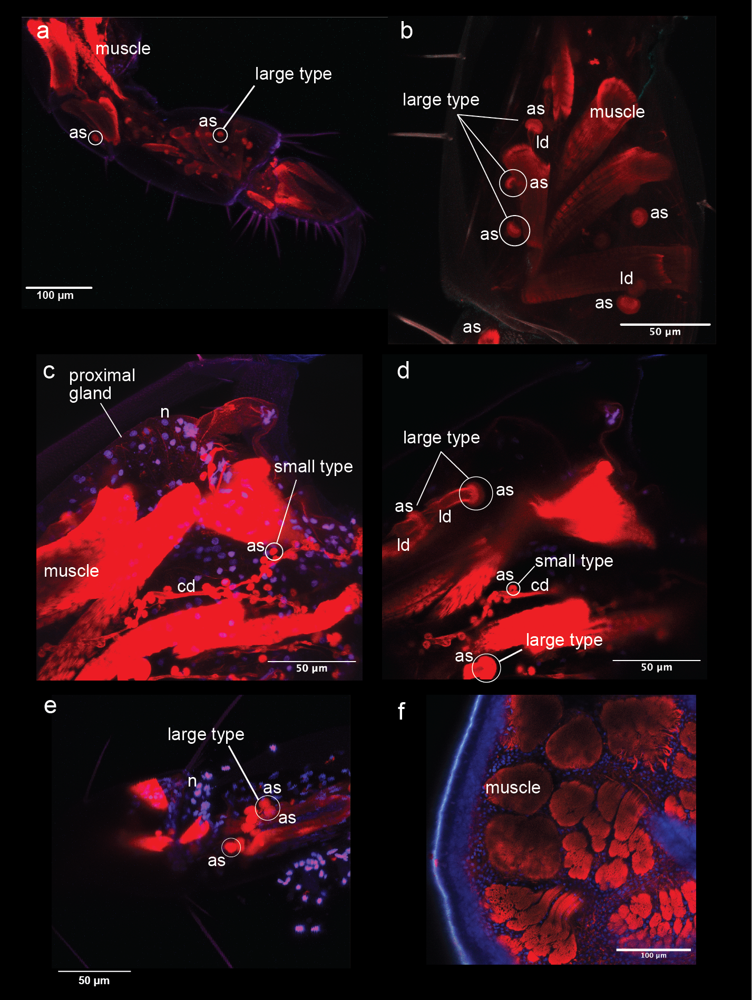 a
muscle
large type
as
as
100 µm
b
large type
as
muscle
ld
as
as
as
ld
as
as
50 µm
c
proximal
gland
n
small type
as
muscle
cd
50 µm
d
large type
as
as
ld
ld
small type
as
cd
large type
as
50 µm
e
large type
n
as
as
as
50 µm
f
muscle
100 µm